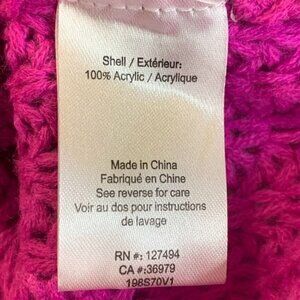 Shell / Extérieur:
100% Acrylic / Acrylique
Made in China
Fabriqué en Chine
See reverse for care
Voir au dos pour instructions
de lavage
RN #: 127494
CA #:36979
196S70V1